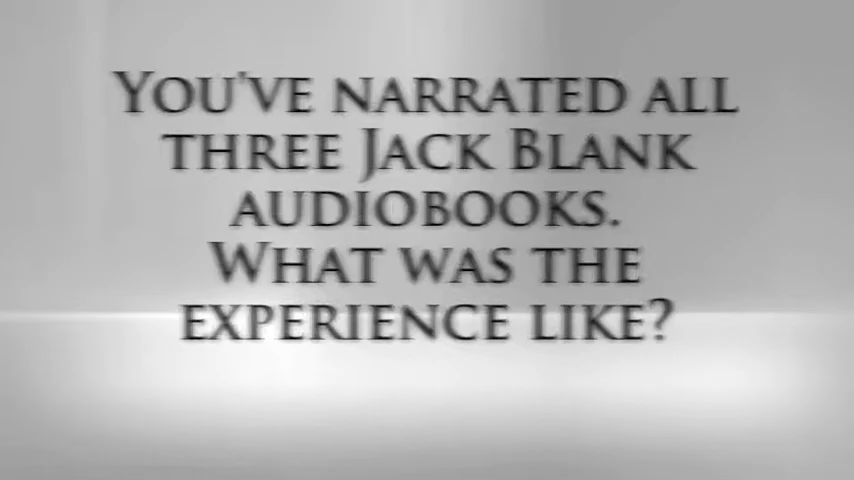 You've narrated all
three Jack Blank
audiobooks.
What was the
experience like?